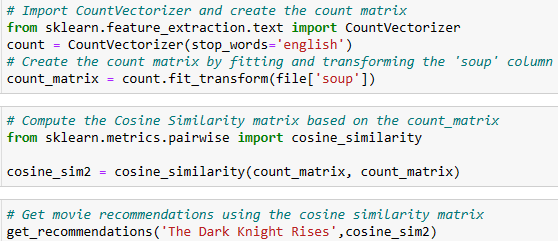 # Import CountVectorizer and create the count matrix
from sklearn.feature_extraction.text import CountVectorizer
count = CountVectorizer(stop_words='english')
# Create the count matrix by fitting and transforming the 'soup' column
count_matrix = count.fit_transform(file['soup'])
# Compute the Cosine Similarity matrix based on the count_matrix
from sklearn.metrics.pairwise import cosine_similarity
cosine_sim2 = cosine_similarity(count_matrix, count_matrix)
# Get movie recommendations using the cosine similarity matrix
get_recommendations('The Dark Knight Rises',cosine_sim2)